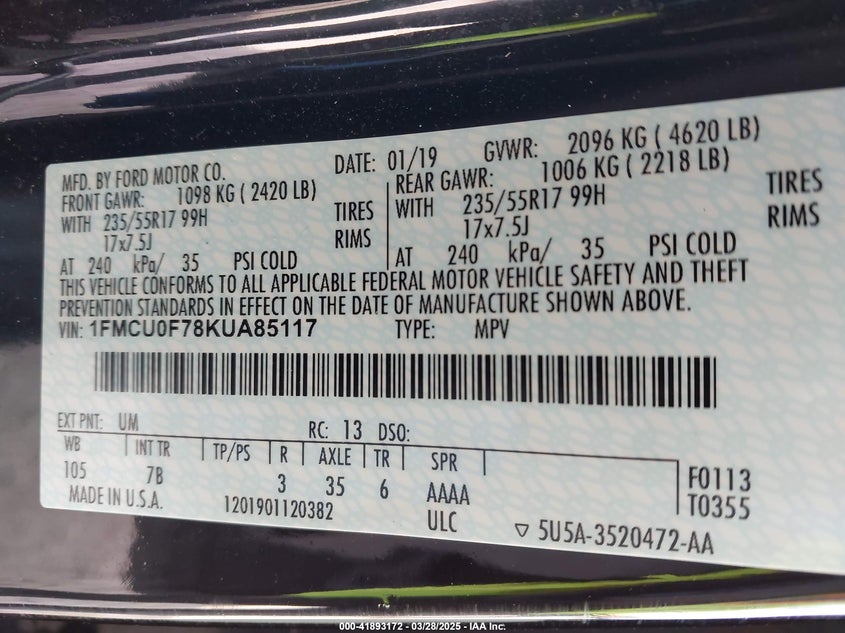 MFD. BY FORD MOTOR CO. DATE: 01/19 GVWR: 2096 KG ( 4620 LB)
FRONT GAWR: 1098 KG ( 2420 LB) REAR GAWR: 1006 KG ( 2218 LB)
WITH 235/55R17 99H TIRES WITH 235/55R17 99H TIRES
17x7.5J RIMS 17x7.5J RIMS
AT 240 kPa/ 35 PSI COLD AT 240 kPa/ 35 PSI COLD
THIS VEHICLE CONFORMS TO ALL APPLICABLE FEDERAL MOTOR VEHICLE SAFETY AND THEFT
PREVENTION STANDARDS IN EFFECT ON THE DATE OF MANUFACTURE SHOWN ABOVE.
VIN: 1FMCU0F78KUA85117 TYPE: MPV
EXT PNT: UM RC: 13 DSO:
WB INT TR TP/PS R AXLE TR SPR
105 7B 3 35 6 AAAA F0113
MADE IN U.S.A. 1201901120382 ULC T0355
5U5A-3520472-AA
000-41893172 - 03/28/2025 - IAA Inc.